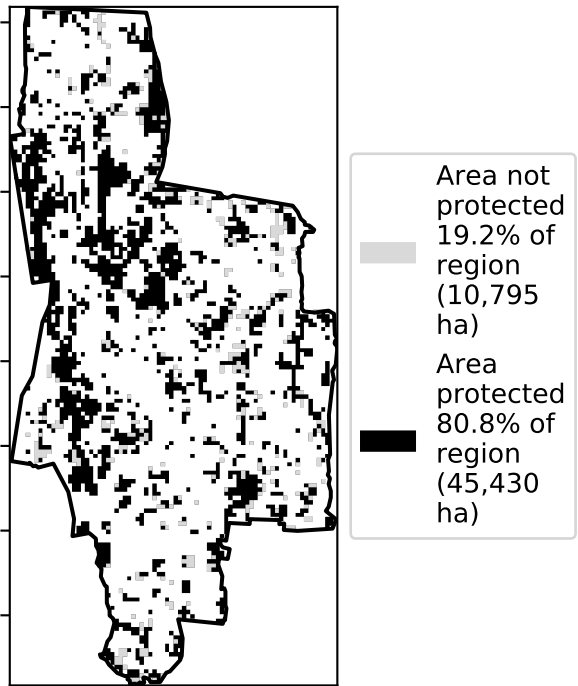 Area not
protected
19.2% of
region
(10,795
ha)
Area
protected
80.8% of
region
(45,430
ha)